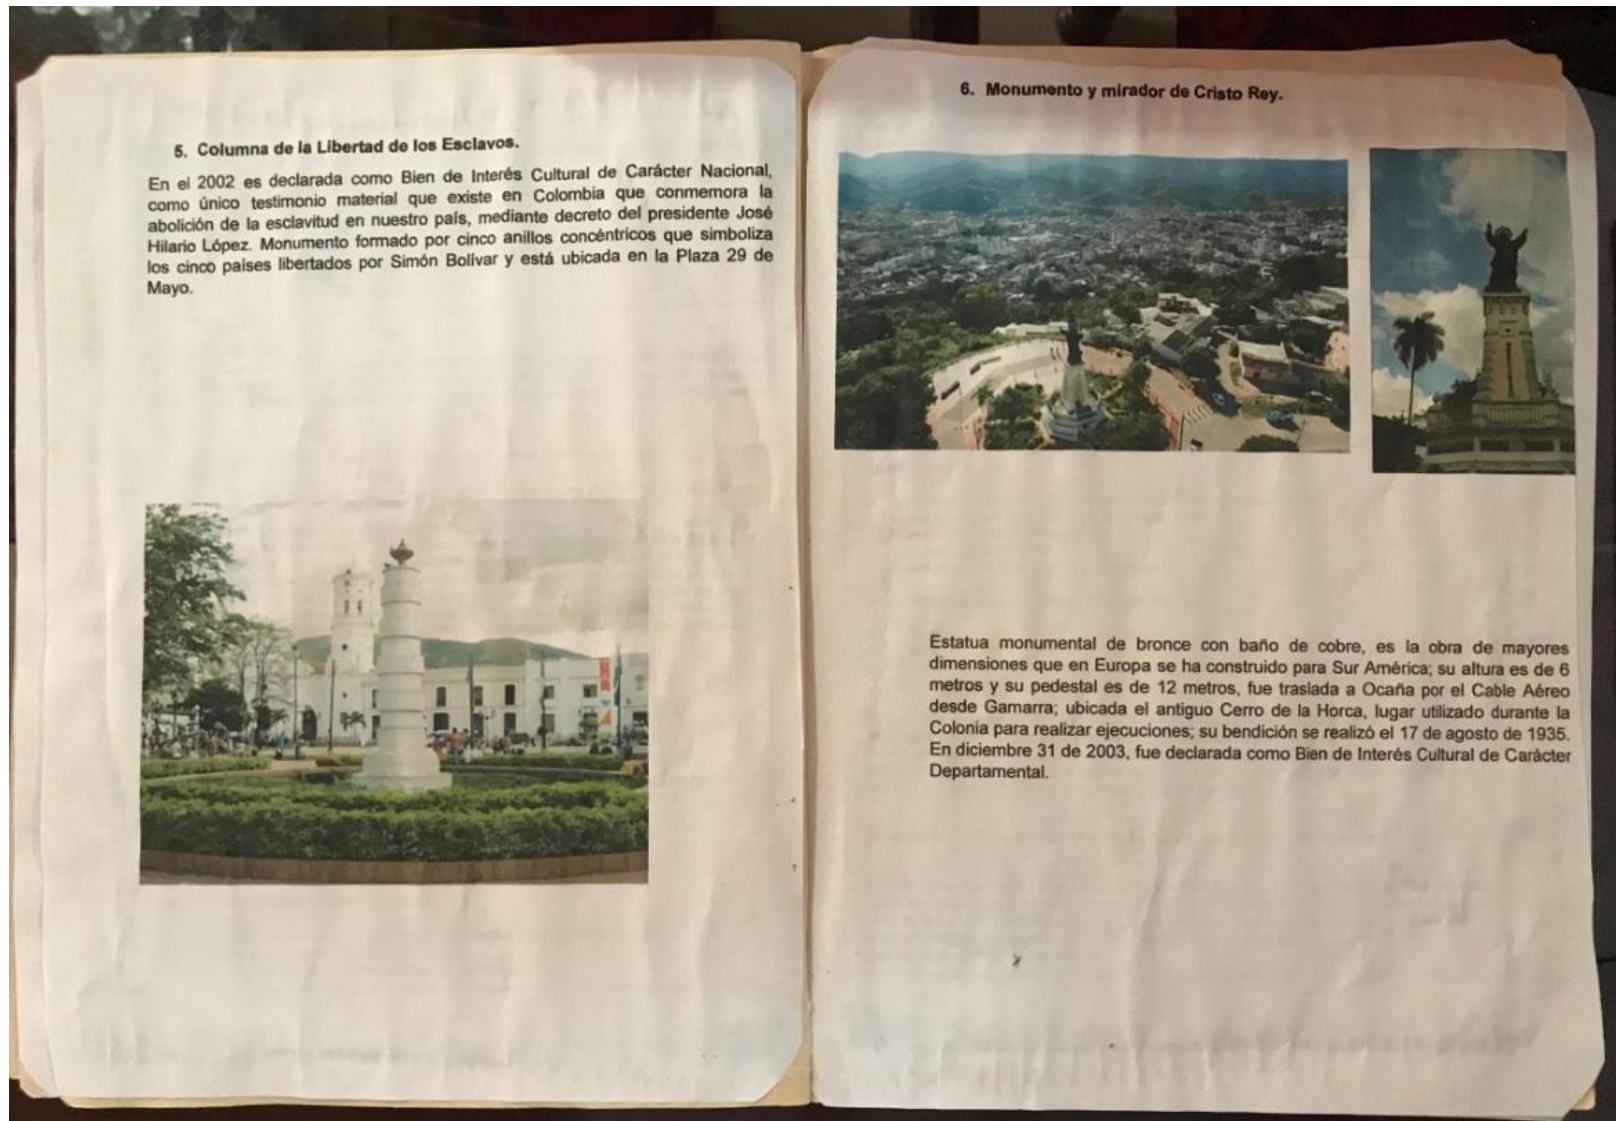 5. Columna de la Libertad de los Esclavos.
En el 2002 es declarada como Bien de Interés Cultural de Carácter Nacional,
como único testimonio material que existe en Colombia que conmemora la
abolición de la esclavitud en nuestro país, mediante decreto del presidente José
Hilario López. Monumento formado por cinco anillos concéntricos que simboliza
los cinco países libertados por Simón Bolívar y está ubicada en la Plaza 29 de
Mayo.
6. Monumento y mirador de Cristo Rey.
Estatua monumental de bronce con baño de cobre, es la obra de mayores
dimensiones que en Europa se ha construido para Sur América; su altura es de 6
metros y su pedestal es de 12 metros, fue traslada a Ocaña por el Cable Aéreo
desde Gamarra; ubicada el antiguo Cerro de la Horca, lugar utilizado durante la
Colonia para realizar ejecuciones; su bendición se realizó el 17 de agosto de 1935.
En diciembre 31 de 2003, fue declarada como Bien de Interés Cultural de Carácter
Departamental.